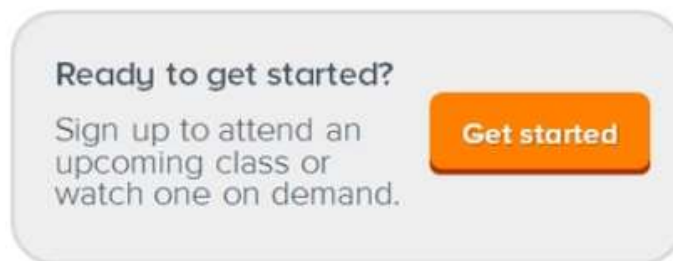 Ready to get started?
Sign up to attend an
upcoming class or
watch one on demand.
Get started